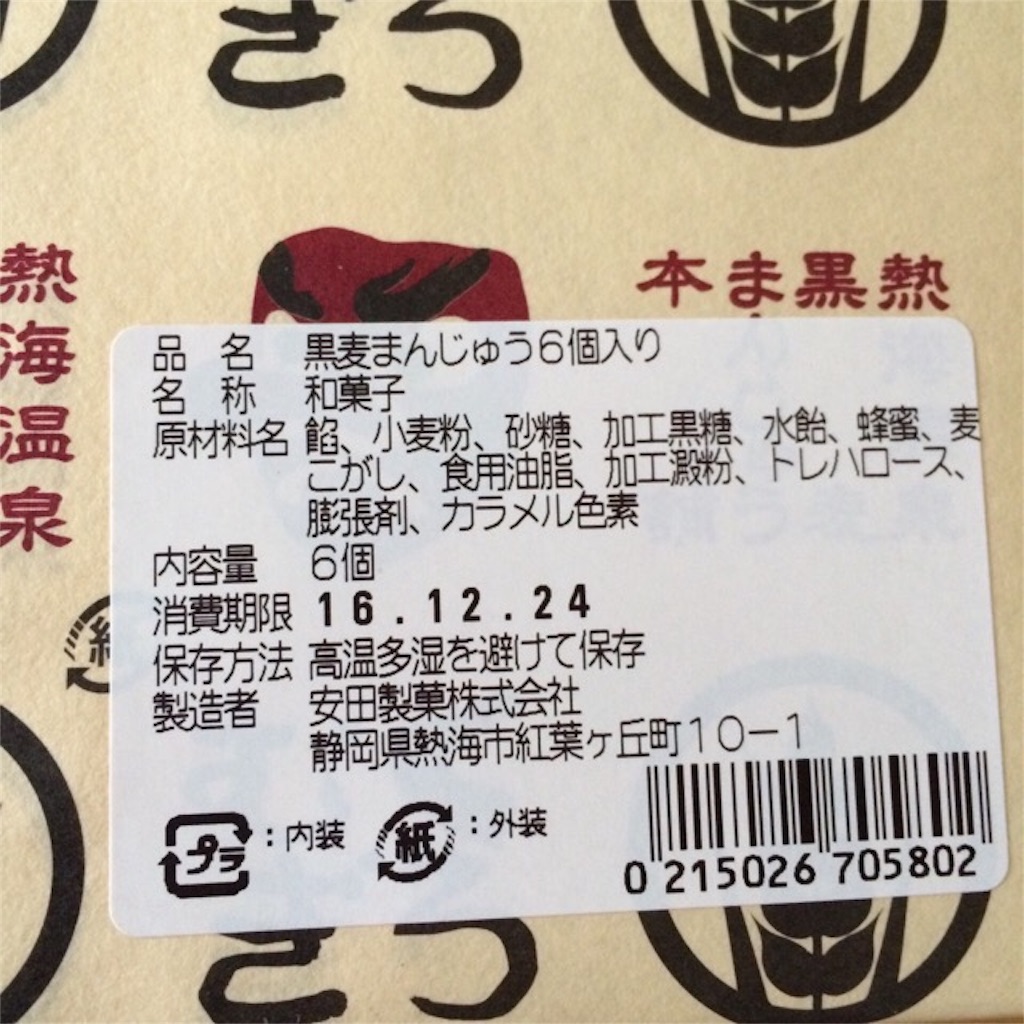 ぎっ
熱海温泉
本ま黒熱
品 名 黒麦まんじゅう6個入り
名 称 和菓子
原材料名 餡、小麦粉、砂糖、加工黒糖、水飴、蜂蜜、麦
こがし、食用油脂、加工澱粉、トレハロース、
膨張剤、カラメル色素
内容量 6個
消費期限 16.12.24
保存方法 高温多湿を避けて保存
製造者 安田製菓株式会社
静岡県熱海市紅葉ヶ丘町10-1
紙
プラ:内装 紙:外装
0 215026 705802
ぎっ